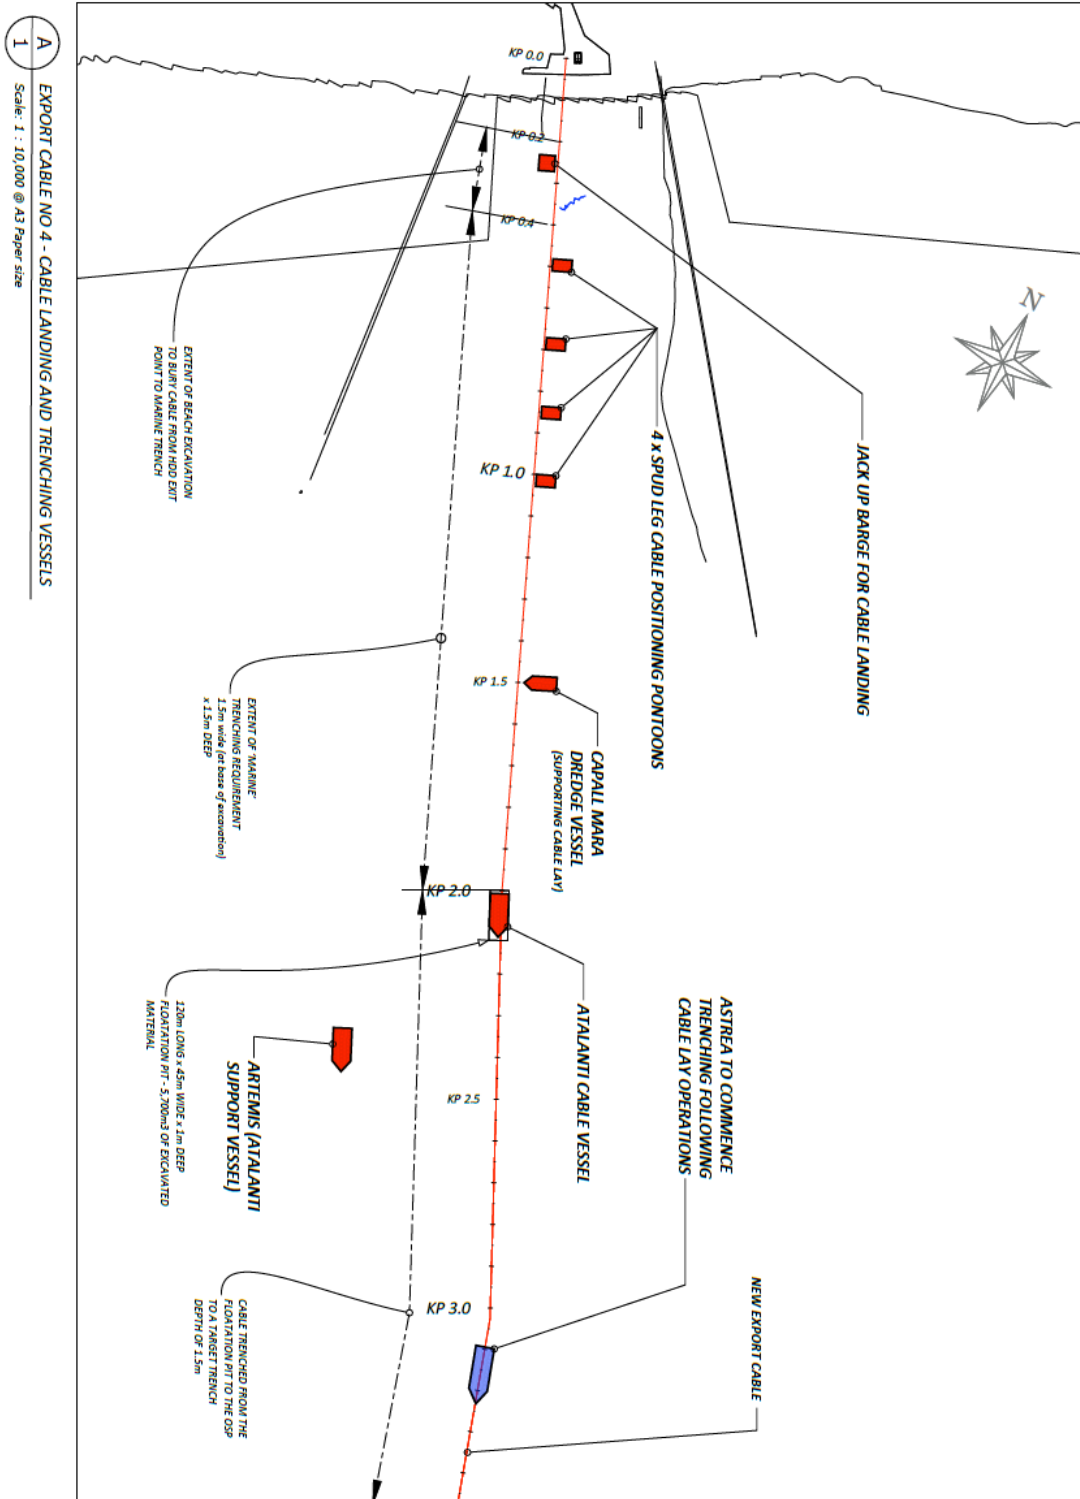 A
1
EXPORT CABLE NO 4 - CABLE LANDING AND TRENCHING VESSELS
Scale: 1 : 10,000 @ A3 Paper size
KP 0.0
KP 0.2
KP 0.4
KP 1.0
KP 1.5
KP 2.0
KP 2.5
KP 3.0
N
JACK UP BARGE FOR CABLE LANDING
4 x SPUD LEG CABLE POSITIONING PONTOONS
EXTENT OF BEACH EXCAVATION
TO BURY CABLE FROM HDD EXIT
POINT TO MARINE TRENCH
CAPALL MARA
DREDGE VESSEL
(SUPPORTING CABLE LAY)
EXTENT OF 'MARINE'
TRENCHING REQUIREMENT
1.5m wide (at base of excavation)
x 1.5m DEEP
ATALANTI CABLE VESSEL
ASTREA TO COMMENCE
TRENCHING FOLLOWING
CABLE LAY OPERATIONS
120m LONG x 45m WIDE x 1m DEEP
FLOATATION PIT - 5,700m3 OF EXCAVATED
MATERIAL
ARTEMIS (ATALANTI
SUPPORT VESSEL)
CABLE TRENCHED FROM THE
FLOATATION PIT TO THE OSP
TO A TARGET TRENCH
DEPTH OF 1.5m
NEW EXPORT CABLE